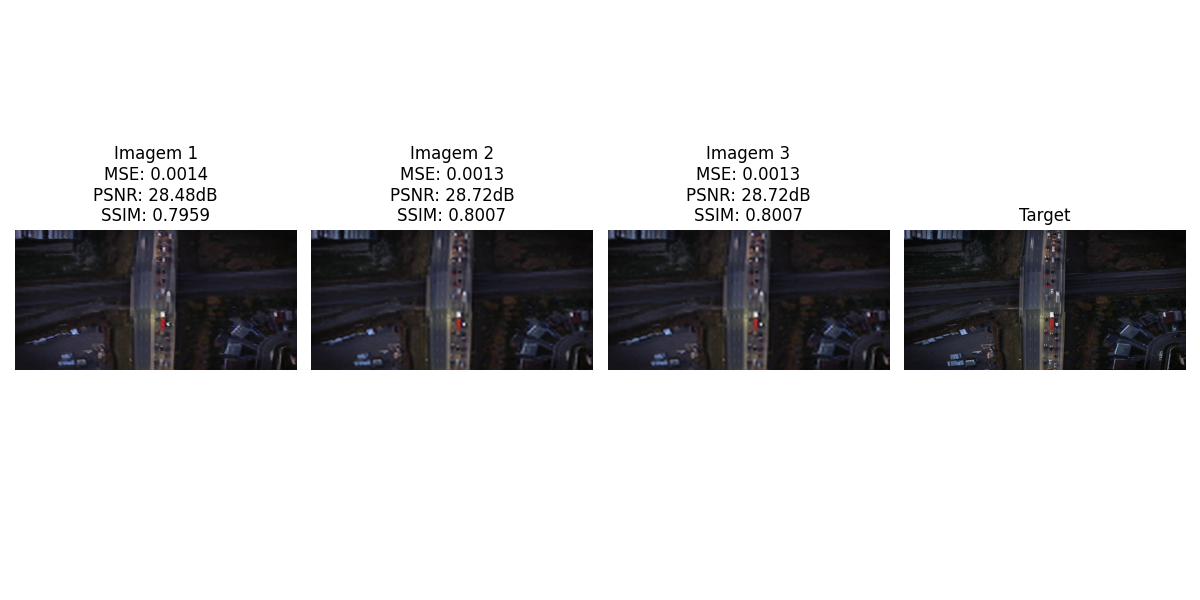 Imagem 1
MSE: 0.0014
PSNR: 28.48dB
SSIM: 0.7959
Imagem 2
MSE: 0.0013
PSNR: 28.72dB
SSIM: 0.8007
Imagem 3
MSE: 0.0013
PSNR: 28.72dB
SSIM: 0.8007
Target